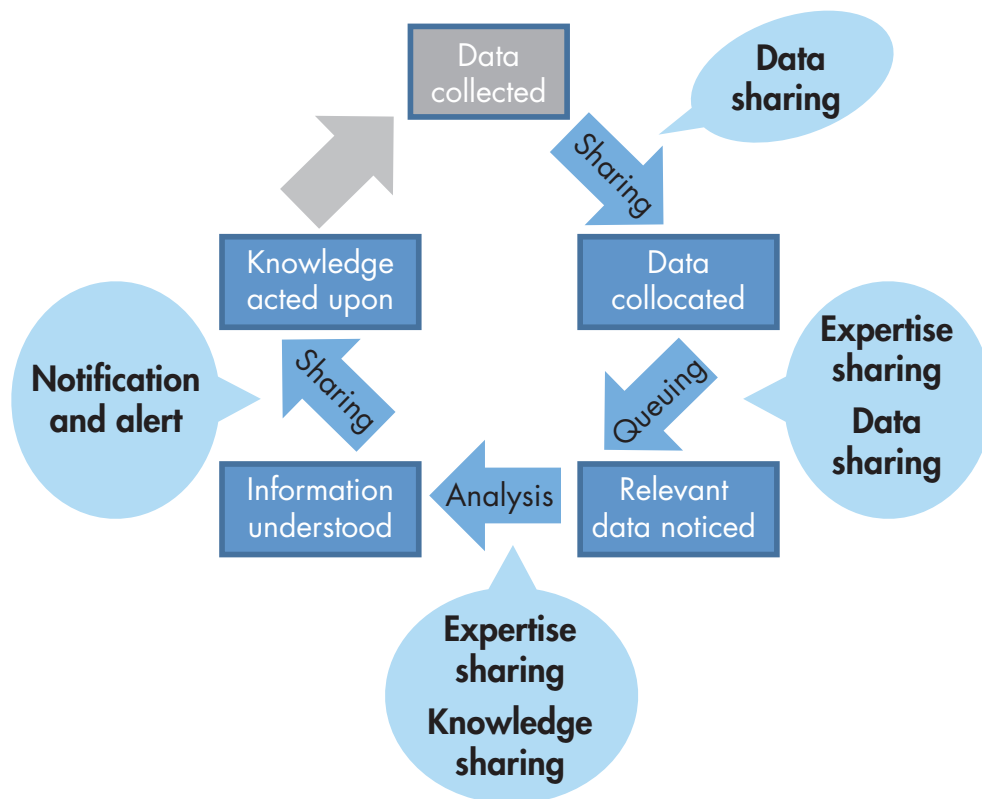 Data
collected
Data
sharing
Sharing
Data
collocated
Expertise
sharing
Data
sharing
Queuing
Relevant
data noticed
Analysis
Expertise
sharing
Knowledge
sharing
Information
understood
Sharing
Notification
and alert
Knowledge
acted upon